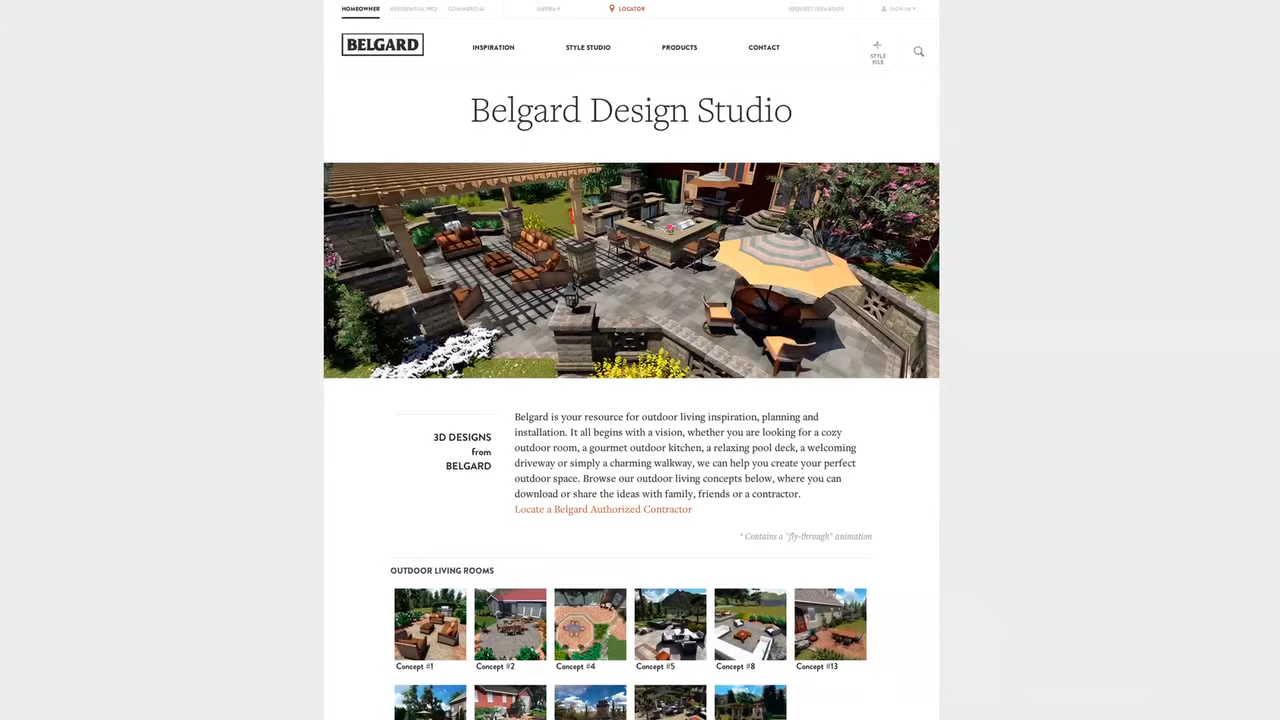 HOMEOWNER RESIDENTIAL PRO COMMERCIAL LOCATOR REQUEST IDEA BOOK SIGN IN
BELGARD INSPIRATION STYLE STUDIO PRODUCTS CONTACT STYLE FILE
Belgard Design Studio
3D DESIGNS
from
BELGARD
Belgard is your resource for outdoor living inspiration, planning and
installation. It all begins with a vision, whether you are looking for a cozy
outdoor room, a gourmet outdoor kitchen, a relaxing pool deck, a welcoming
driveway or simply a charming walkway, we can help you create your perfect
outdoor space. Browse our outdoor living concepts below, where you can
download or share the ideas with family, friends or a contractor.
Locate a Belgard Authorized Contractor
* Contains a "fly-through" animation
OUTDOOR LIVING ROOMS
Concept #1 Concept #2 Concept #4 Concept #5 Concept #8 Concept #13